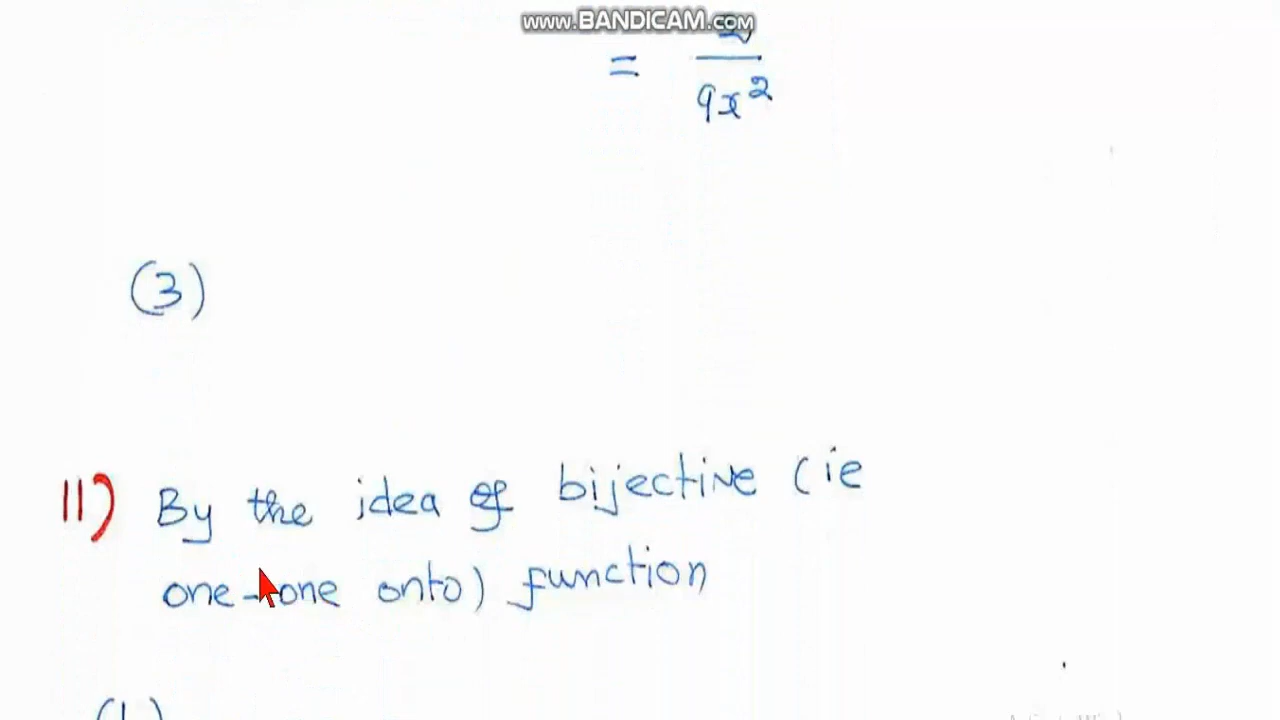 www.BANDICAM.com
=
9x²
(3)
11) By the idea of bijective (ie
one-one onto) function